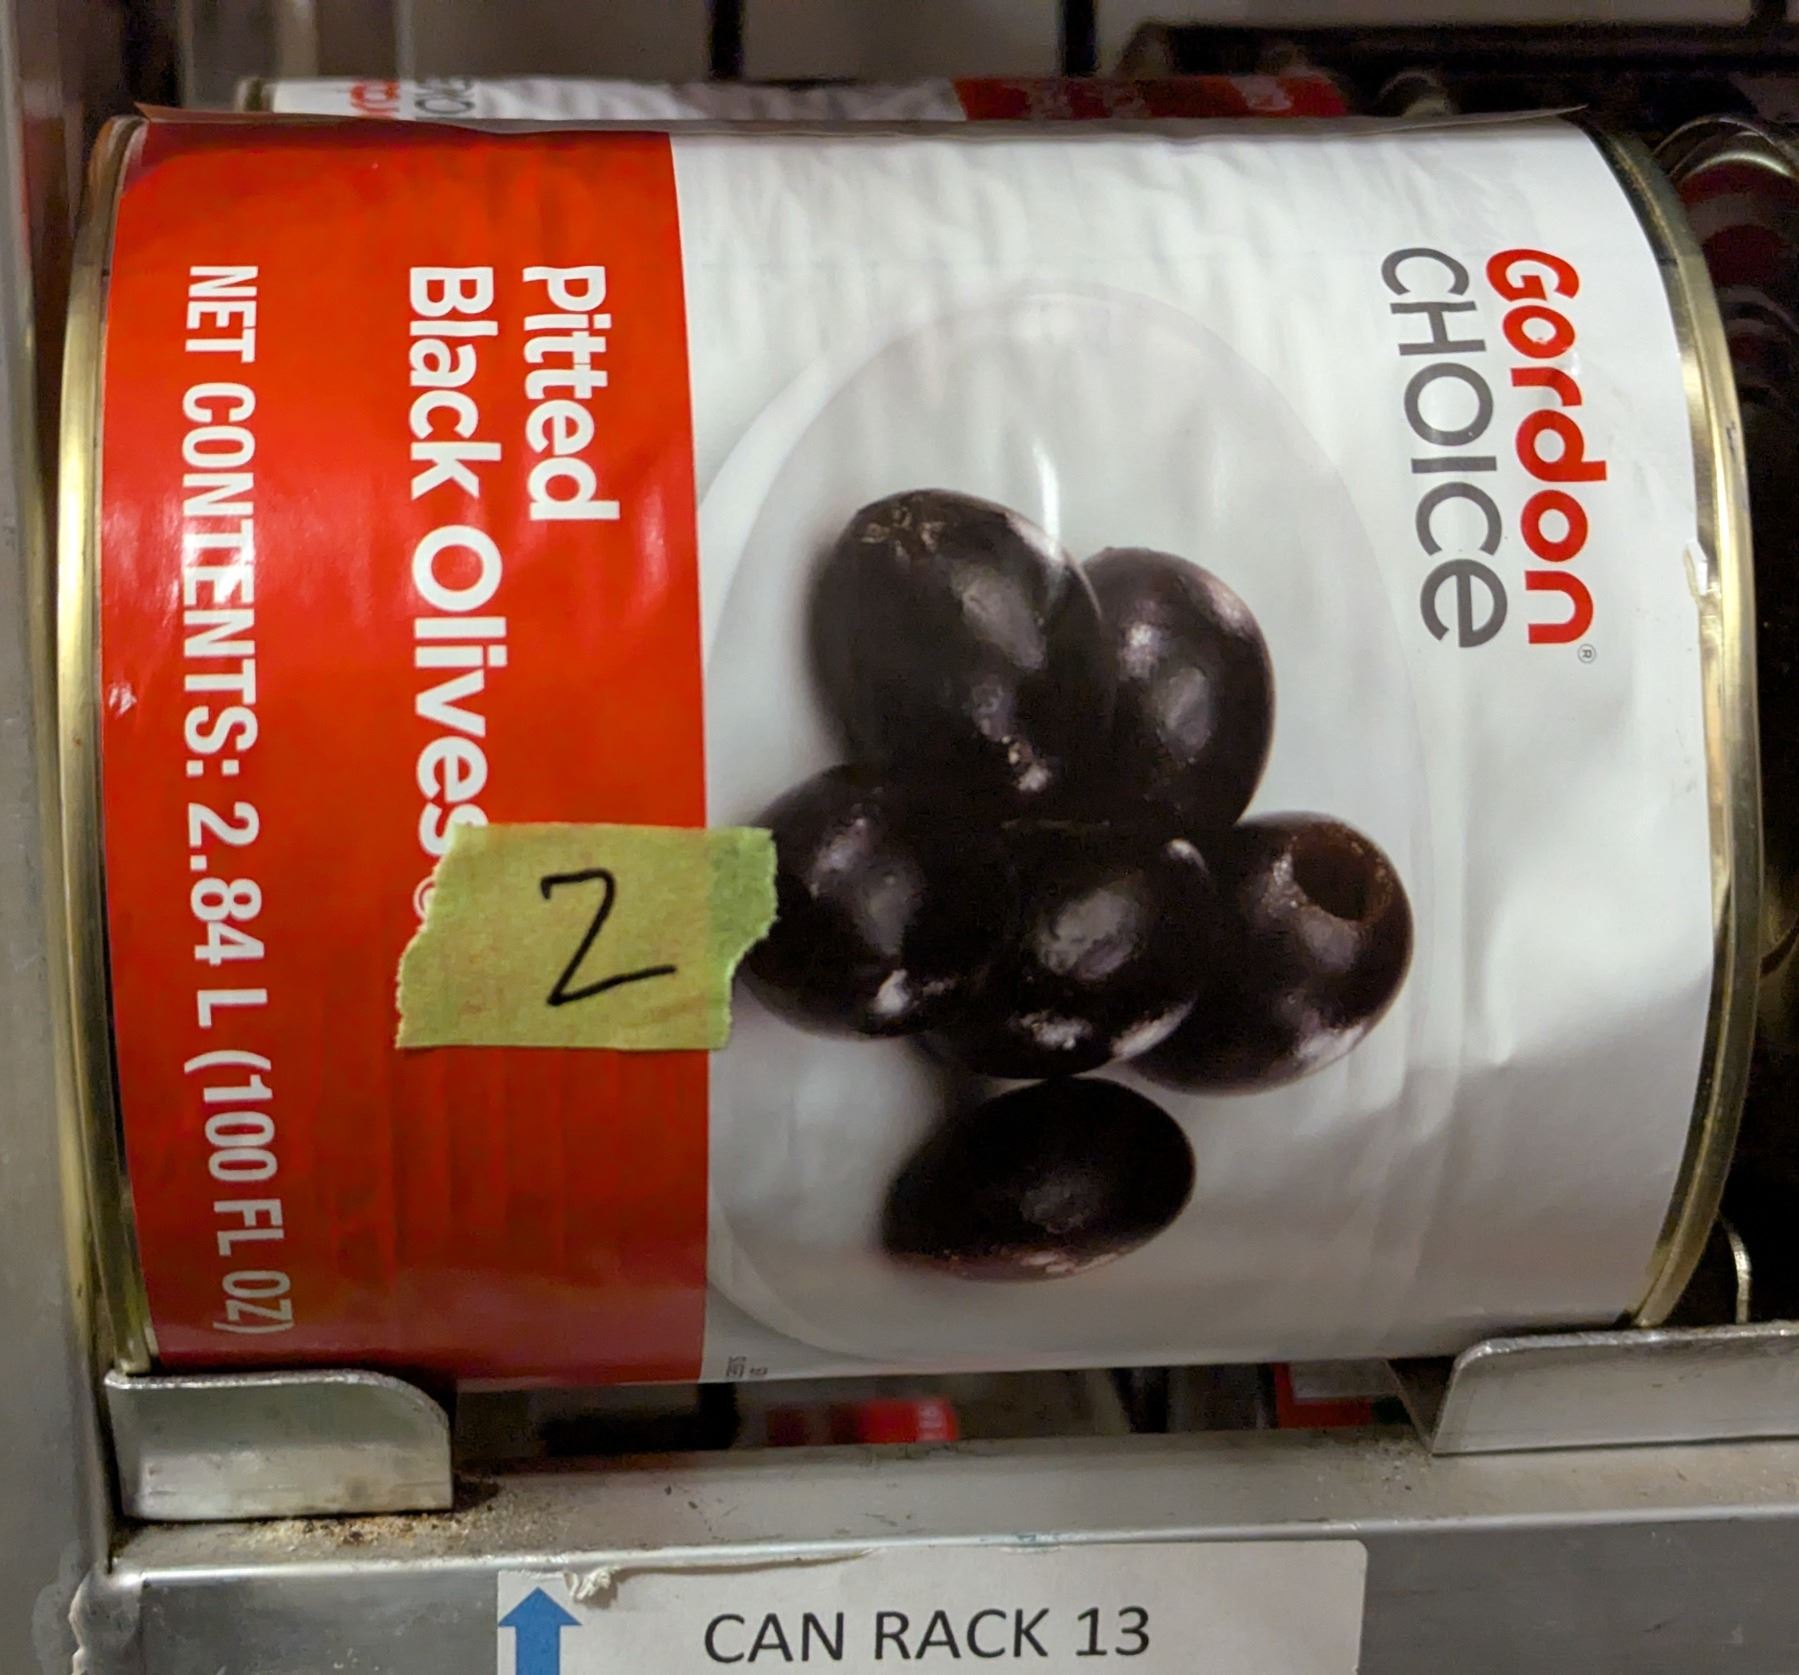 Gordon®
CHOICE
Pitted
Black Olives
NET CONTENTS: 2.84 L (100 FL OZ)
2
CAN RACK 13